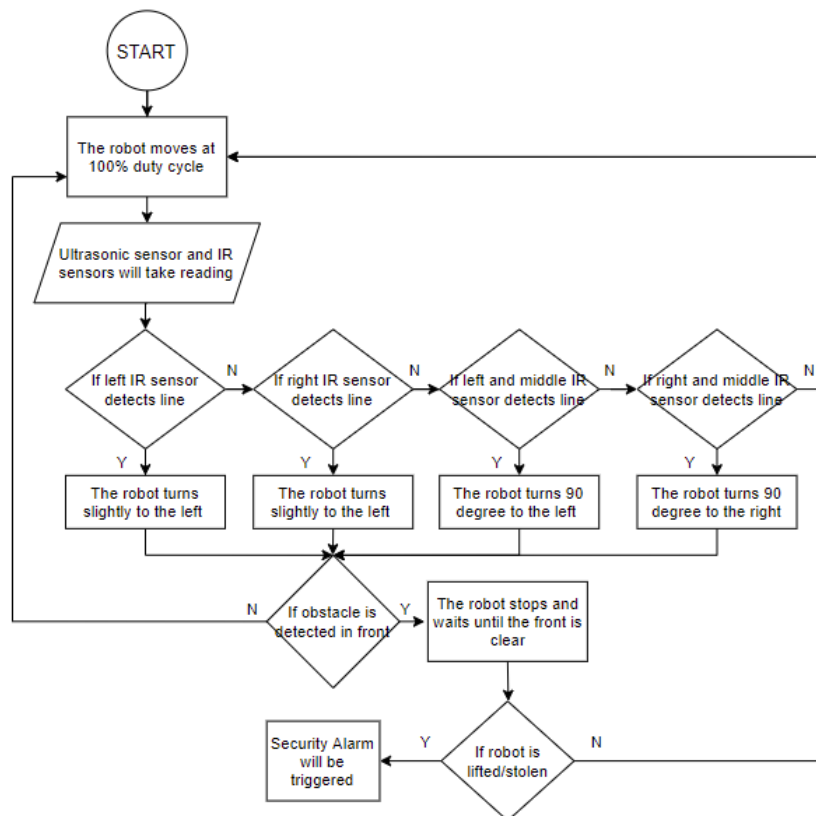 START
The robot moves at
100% duty cycle
Ultrasonic sensor and IR
sensors will take reading
If left IR sensor
detects line
N
If right IR sensor
detects line
N
If left and middle IR
sensor detects line
N
If right and middle IR
sensor detects line
N
Y
Y
Y
Y
The robot turns
slightly to the left
The robot turns
slightly to the left
The robot turns 90
degree to the left
The robot turns 90
degree to the right
N
If obstacle is
detected in front
Y
The robot stops and
waits until the front is
clear
Security Alarm
will be
triggered
Y
If robot is
lifted/stolen
N